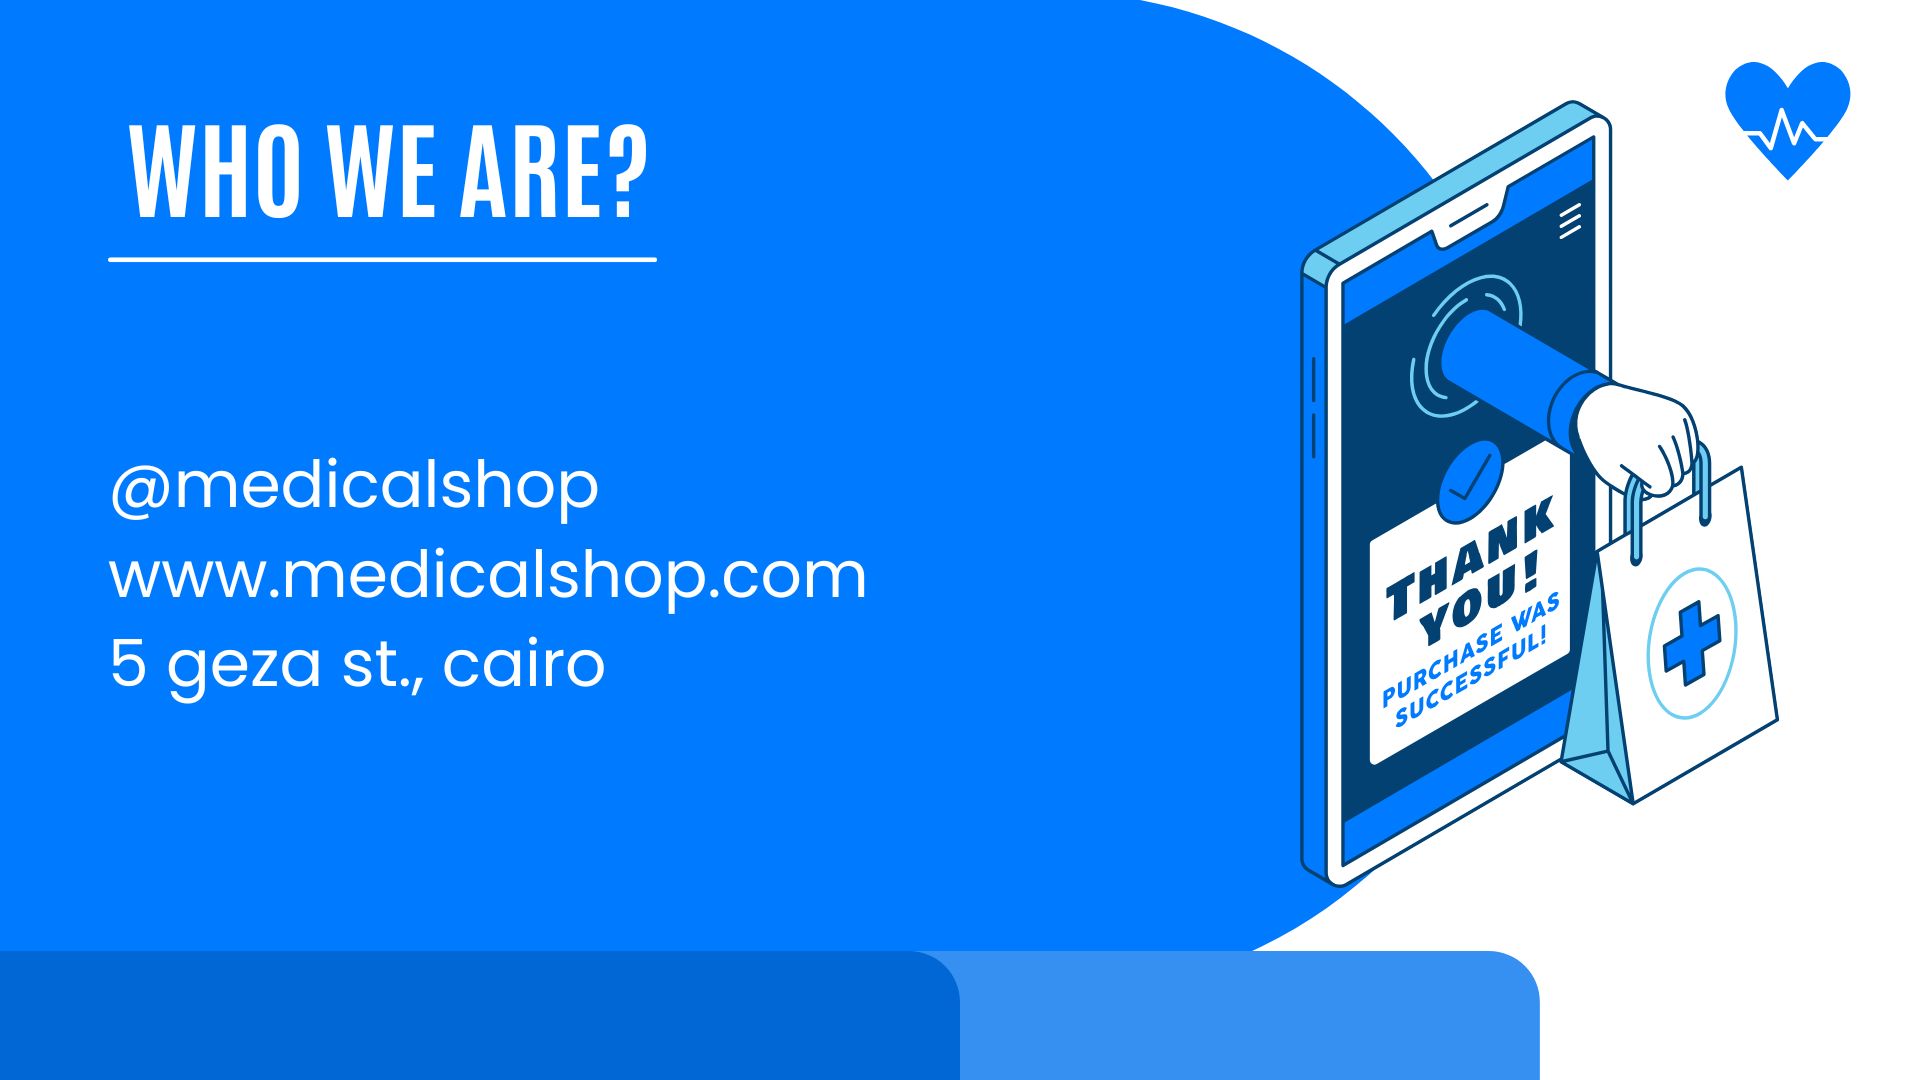 WHO WE ARE?
@medicalshop
www.medicalshop.com
5 geza st., cairo
THANK
YOU!
PURCHASE WAS
SUCCESSFUL!